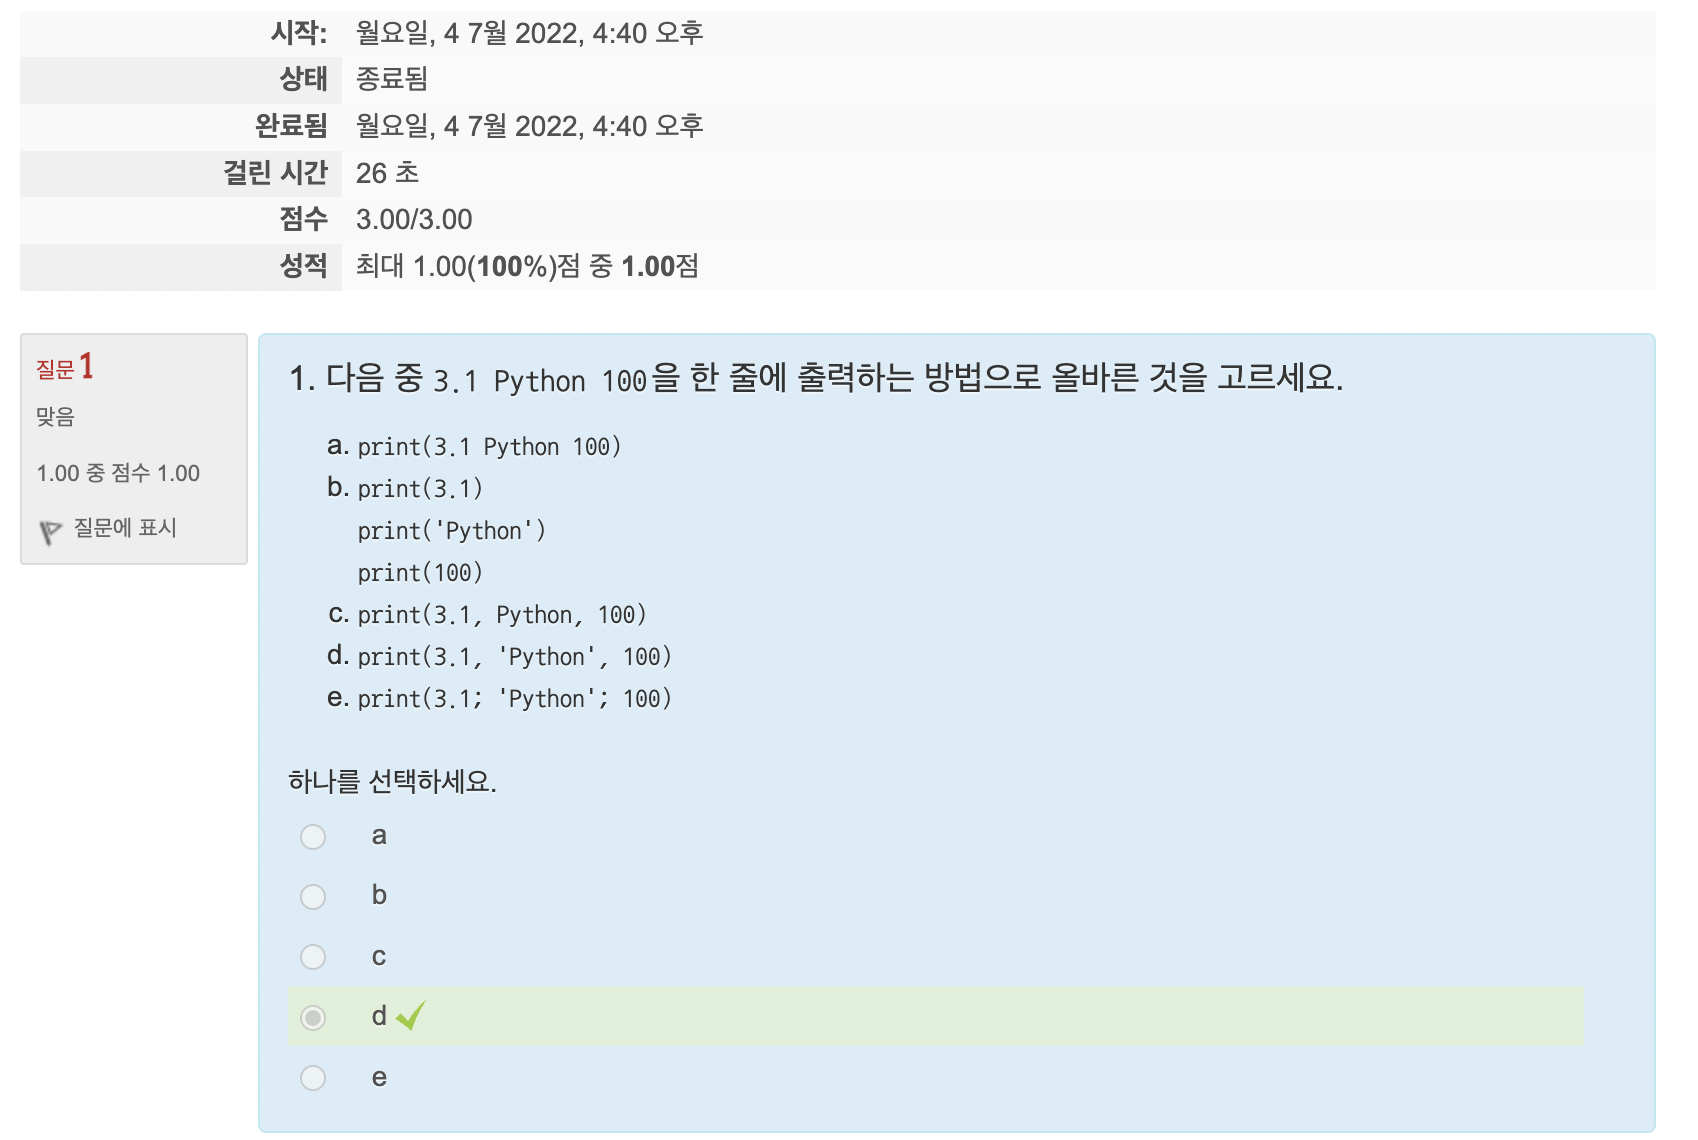 시작: 월요일, 4 7월 2022, 4:40 오후
상태 종료됨
완료됨 월요일, 4 7월 2022, 4:40 오후
걸린 시간 26 초
점수 3.00/3.00
성적 최대 1.00(100%)점 중 1.00점
질문 1
맞음
1.00 중 점수 1.00
질문에 표시
1. 다음 중 3.1 Python 100을 한 줄에 출력하는 방법으로 올바른 것을 고르세요.
a. print(3.1 Python 100)
b. print(3.1)
print('Python')
print(100)
c. print(3.1, Python, 100)
d. print(3.1, 'Python', 100)
e. print(3.1; 'Python'; 100)
하나를 선택하세요.
a
b
c
d
e